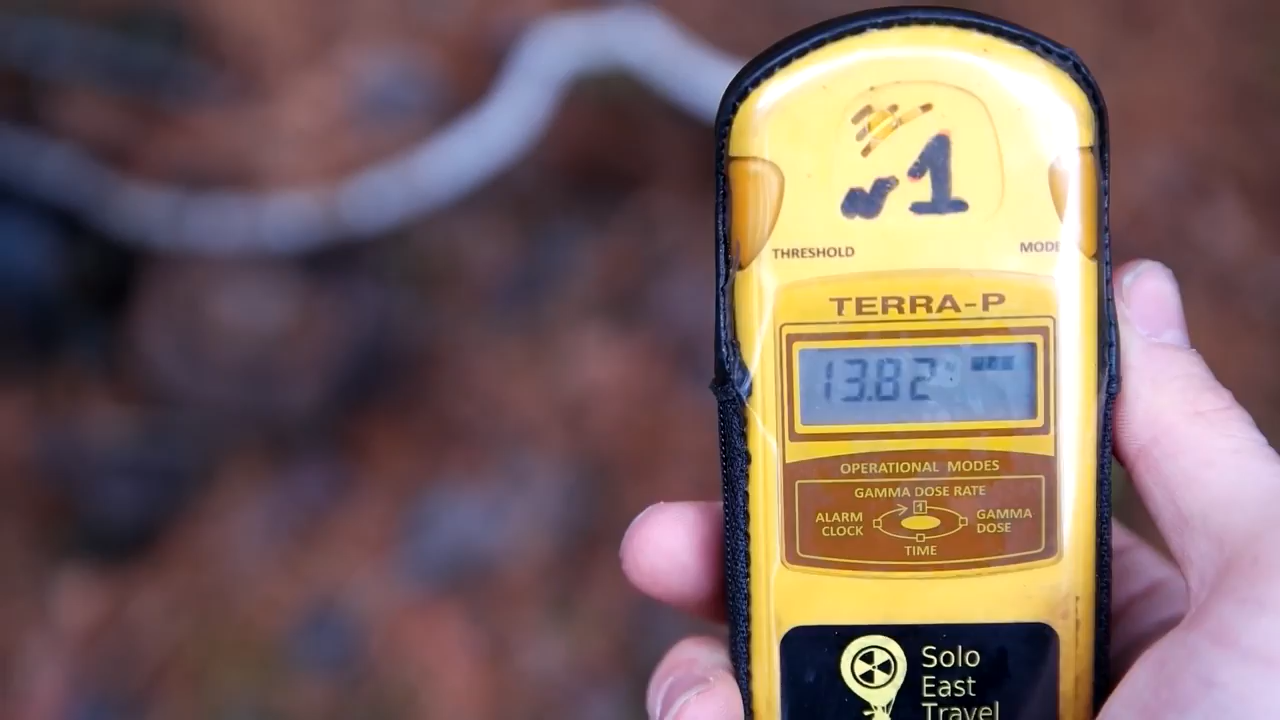 №1
THRESHOLD
MODE
TERRA-P
13.82
OPERATIONAL MODES
GAMMA DOSE RATE
1
ALARM CLOCK
GAMMA DOSE
TIME
Solo
East
Travel